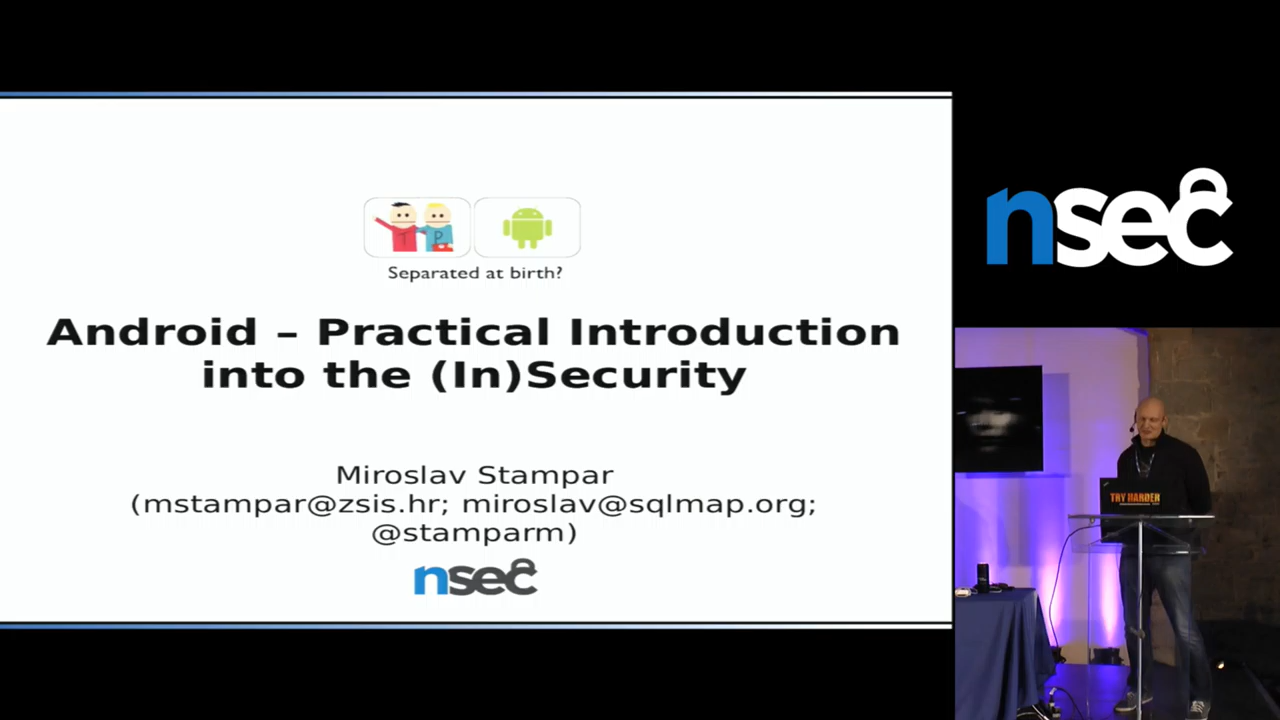 T P
Separated at birth?
Android – Practical Introduction
into the (In)Security
Miroslav Stampar
(mstampar@zsis.hr; miroslav@sqlmap.org;
@stamparm)
nsec
nsec
TRY HARDER